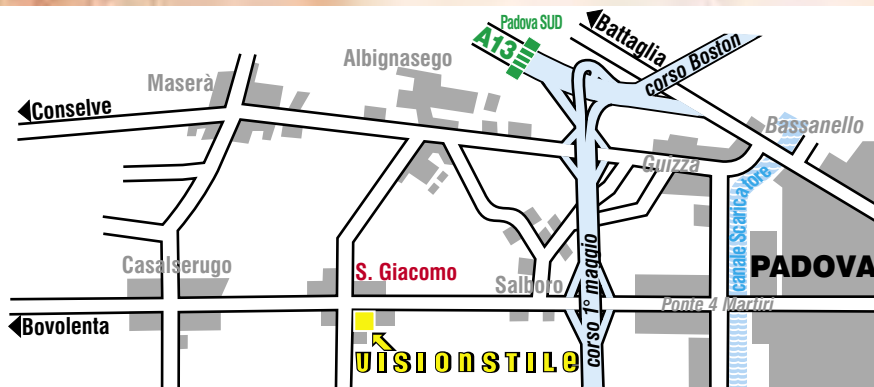 Padova SUD
A13
Battaglia
corso Boston
Albignasego
Maserà
Conselve
Bassanello
Guizza
canale Scaricatore
PADOVA
corso 1° maggio
Casalserugo
S. Giacomo
Salboro
Ponte 4 Martiri
Bovolenta
VISIONSTILE